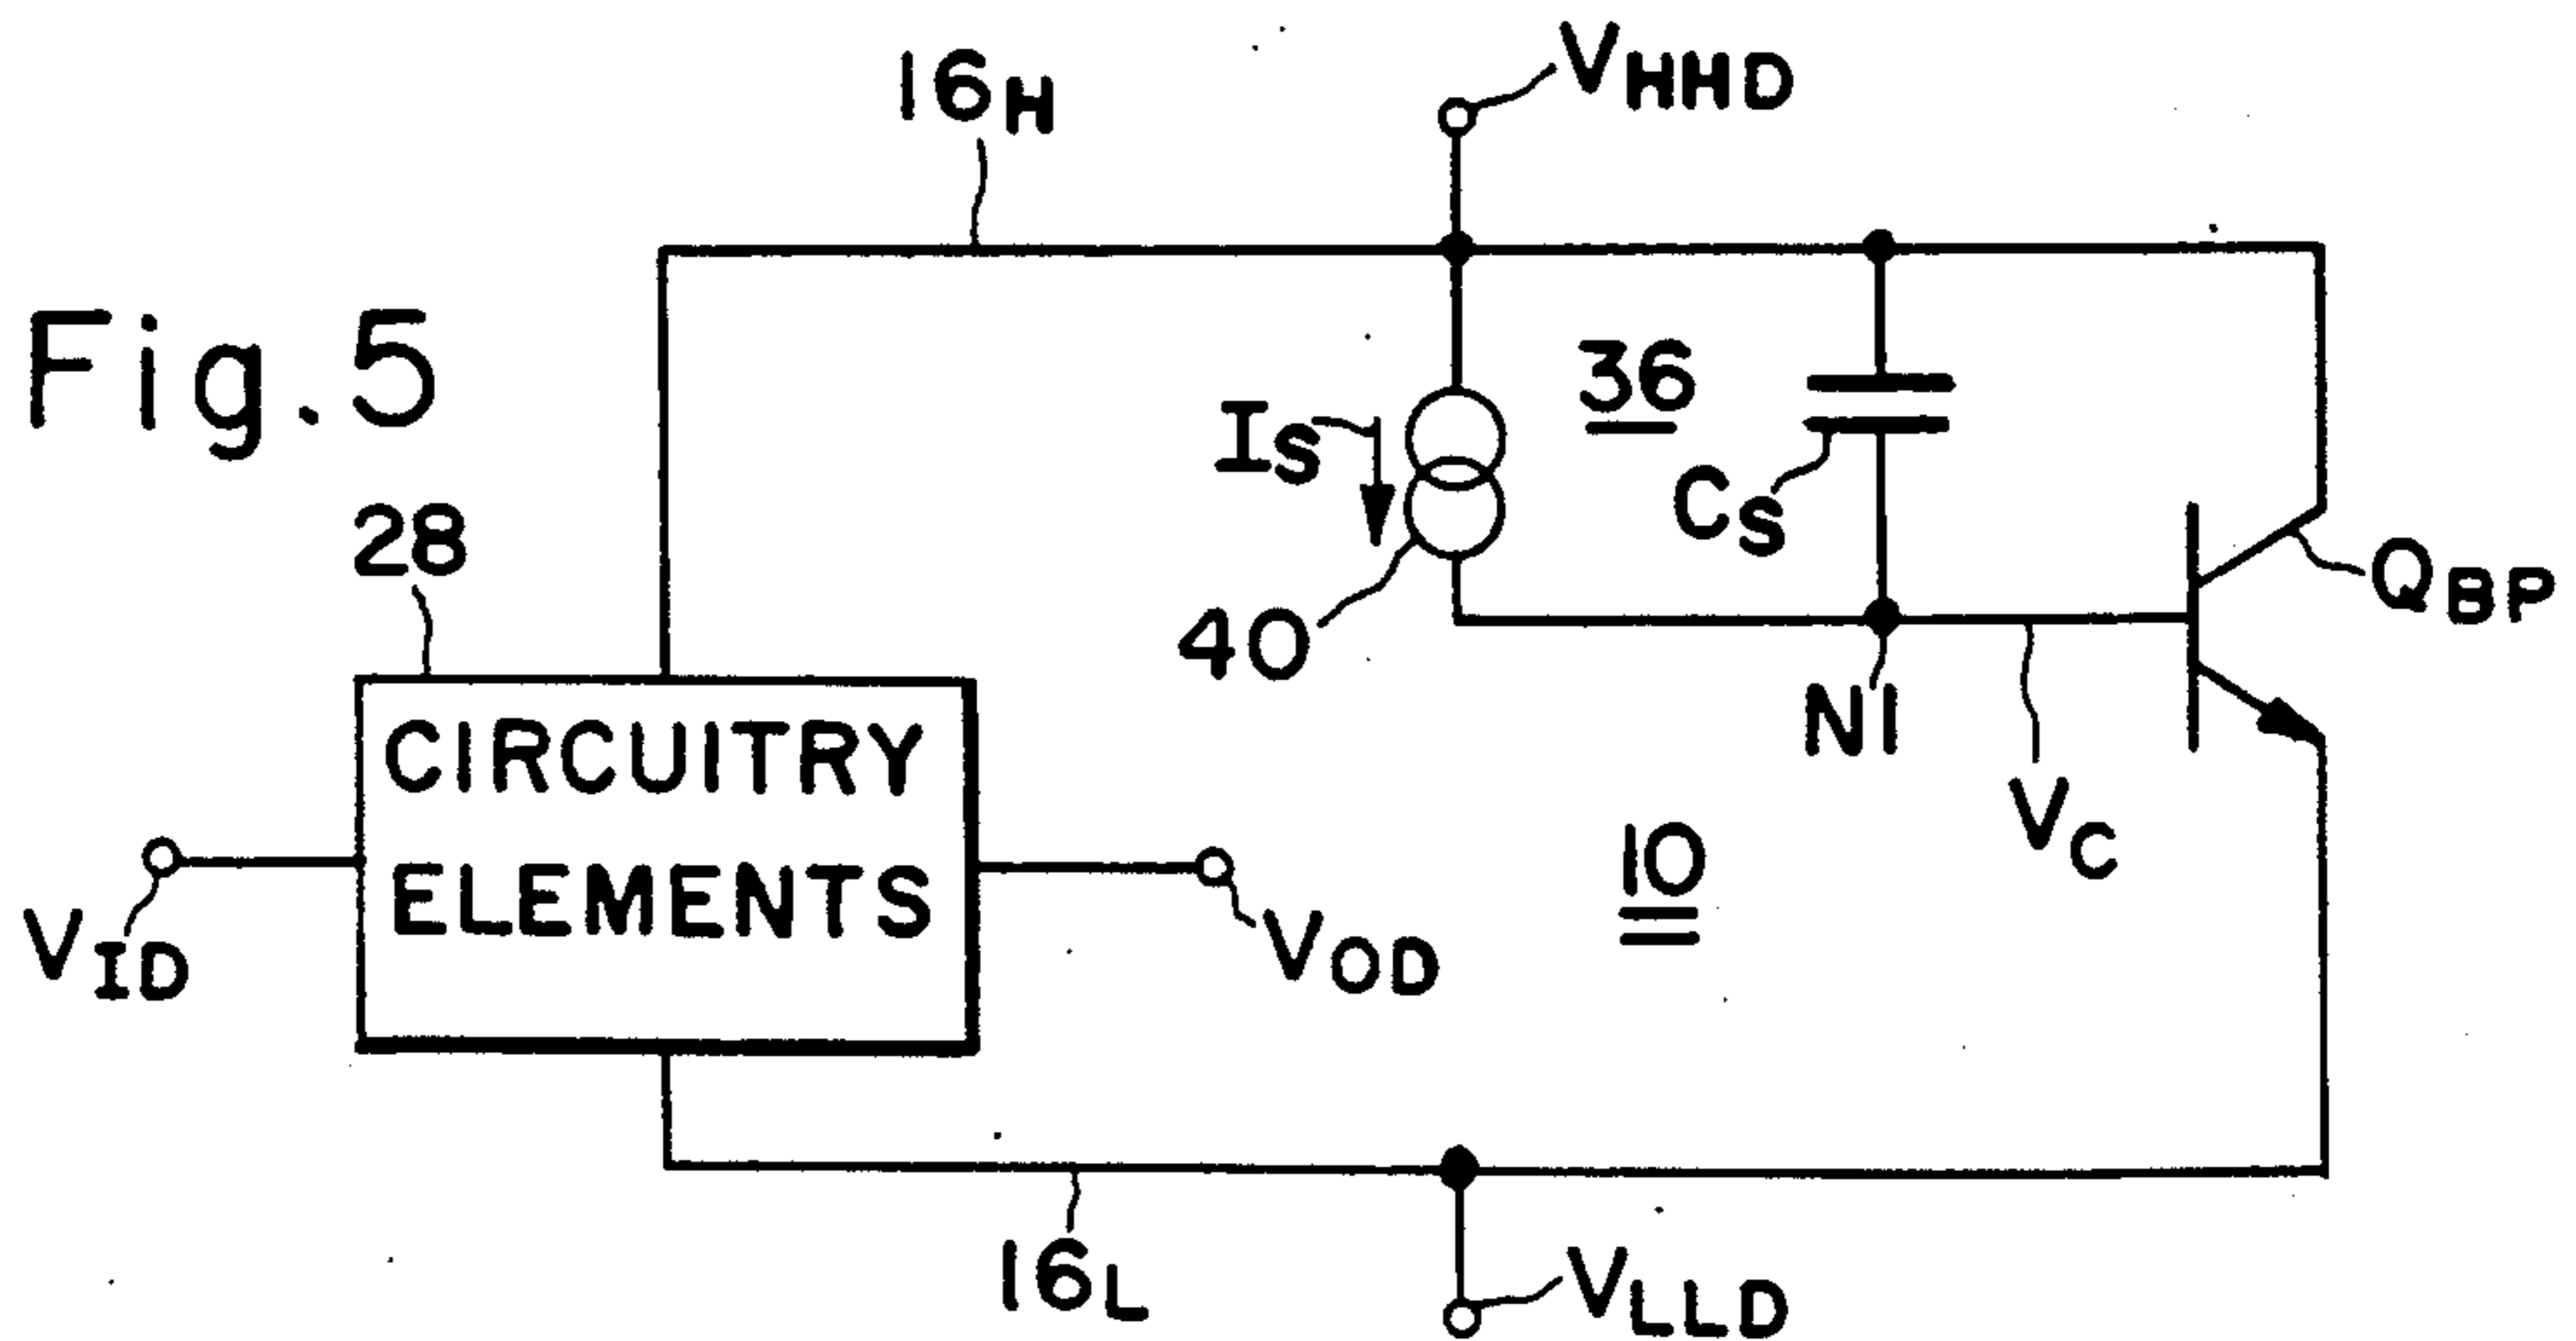 Fig. 5
16H
VHHD
36
IS
CS
40
QBP
N1
VC
28
CIRCUITRY
ELEMENTS
VID
VOD
10
16L
VLLD